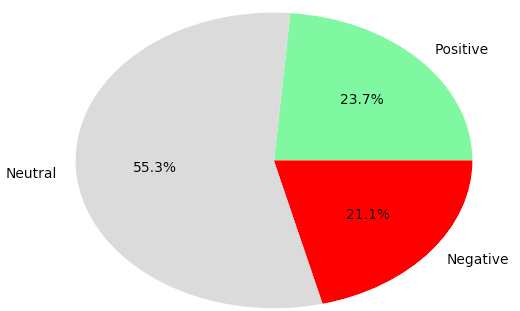 Positive
23.7%
55.3%
Neutral
21.1%
Negative